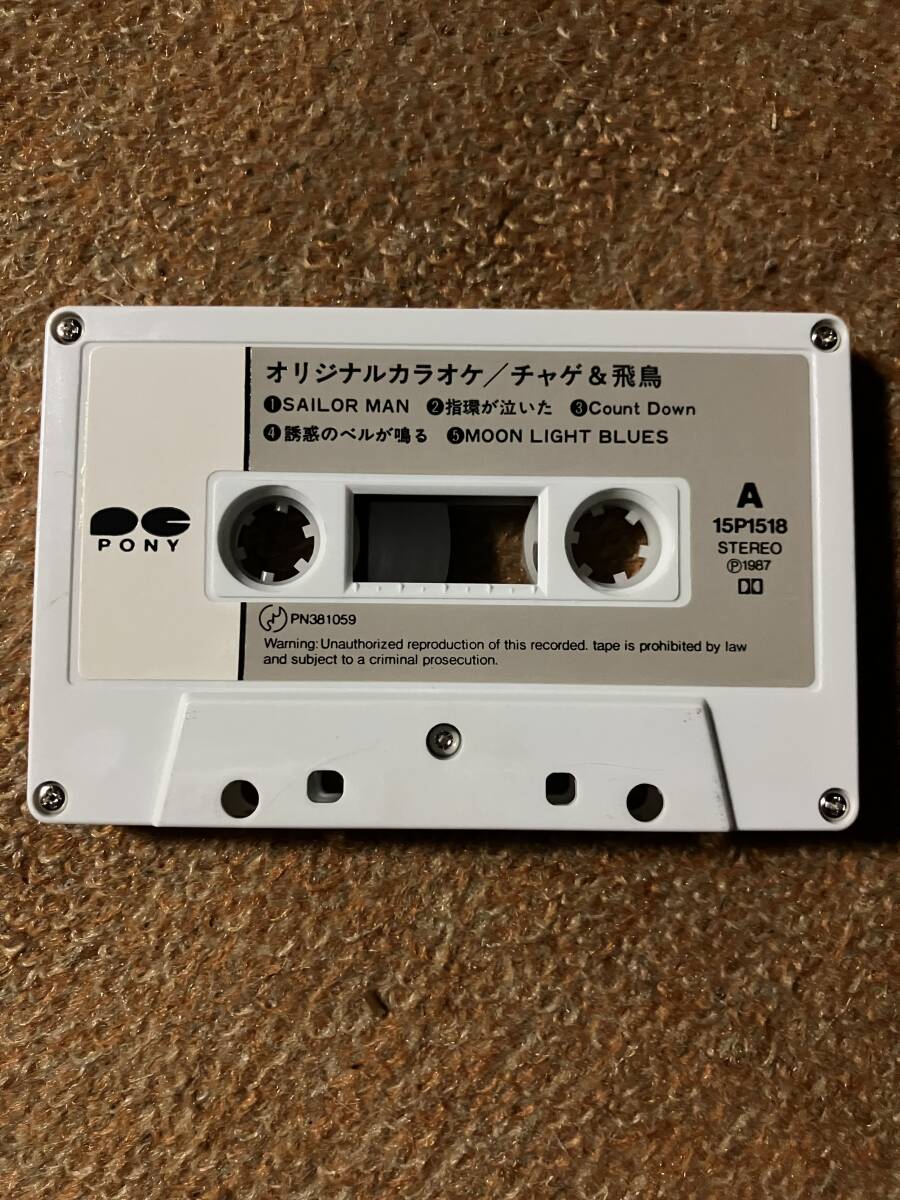 オリジナルカラオケ／チャゲ&飛鳥
❶SAILOR MAN ❷指環が泣いた ❸Count Down
❹誘惑のベルが鳴る ❺MOON LIGHT BLUES
PONY
A
15P1518
STEREO
Ⓟ1987
PN381059
Warning: Unauthorized reproduction of this recorded. tape is prohibited by law
and subject to a criminal prosecution.